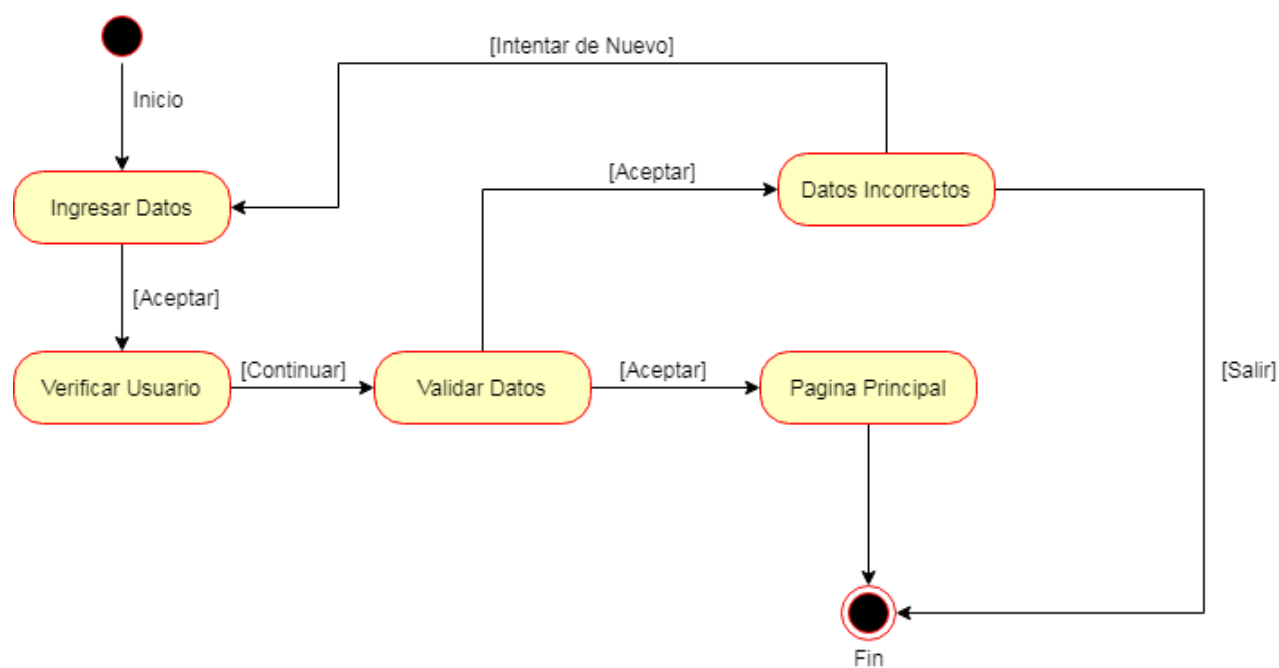 [Intentar de Nuevo]
Inicio
[Aceptar]
Datos Incorrectos
Ingresar Datos
[Aceptar]
Verificar Usuario
[Continuar]
Validar Datos
[Aceptar]
Pagina Principal
[Salir]
Fin